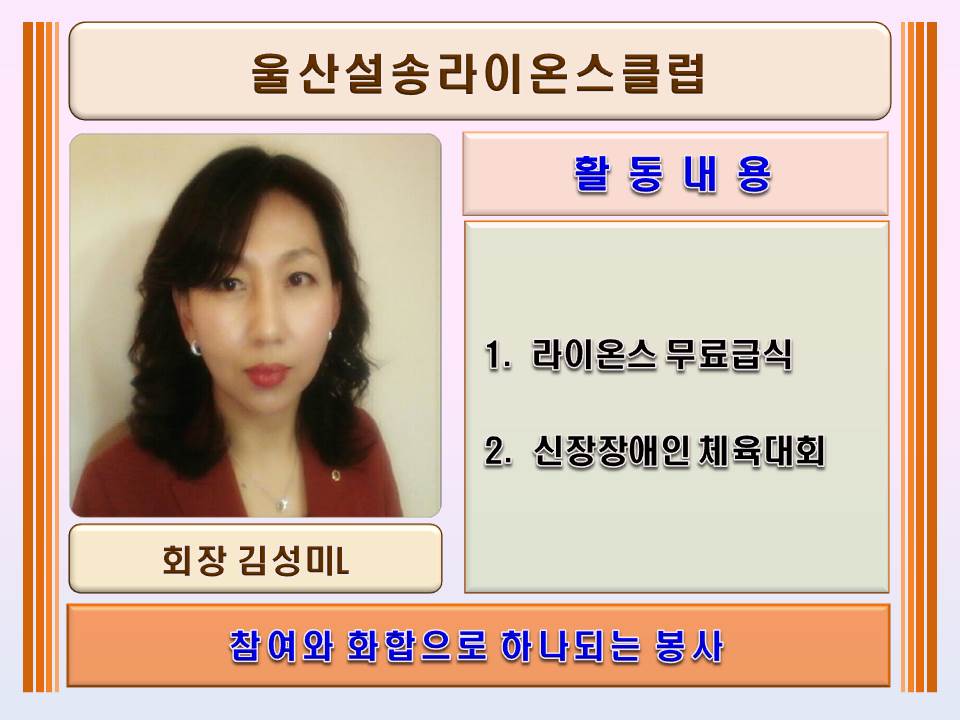 울산설송라이온스클럽
활 동 내 용
1. 라이온스 무료급식
2. 신장장애인 체육대회
회장 김성미L
참여와 화합으로 하나되는 봉사